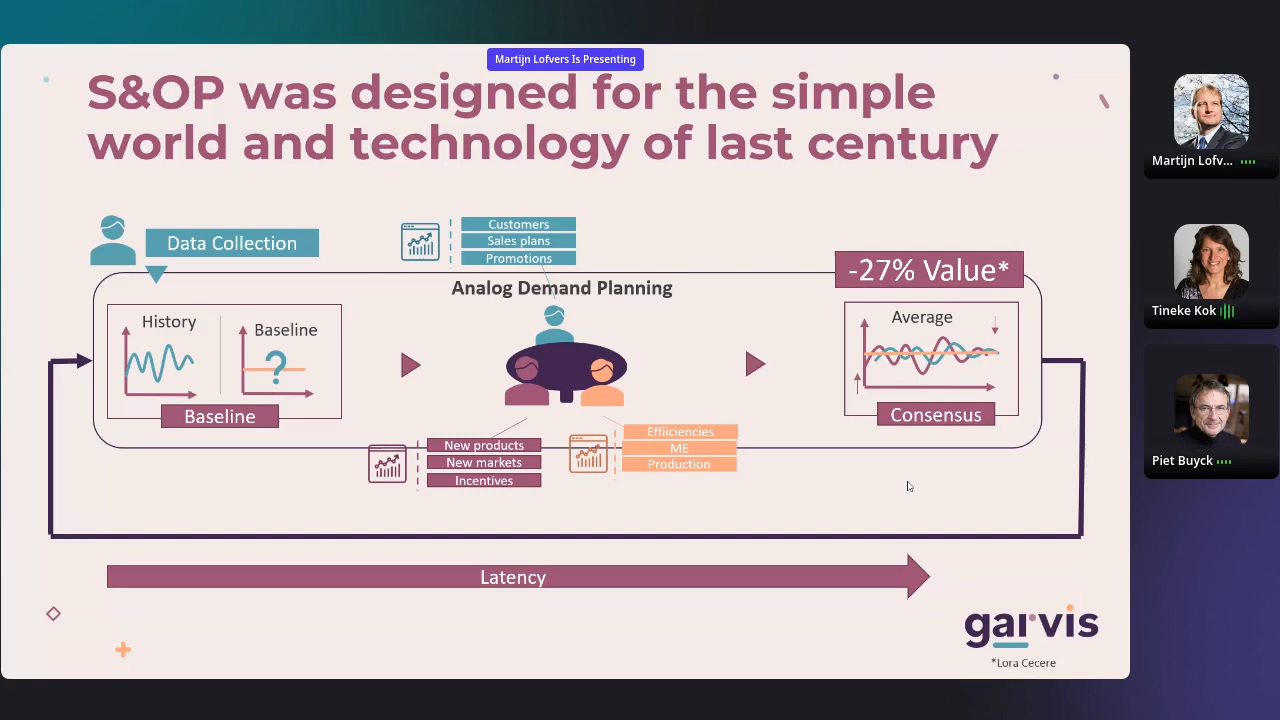 Martijn Lofvers Is Presenting
S&OP was designed for the simple
world and technology of last century
Data Collection
Customers
Sales plans
Promotions
-27% Value*
Analog Demand Planning
History
Baseline
?
Baseline
Average
Consensus
New products
New markets
Incentives
Effiiciencies
ME
Production
Latency
garvis
*Lora Cecere
Martijn Lofv...
Tineke Kok
Piet Buyck